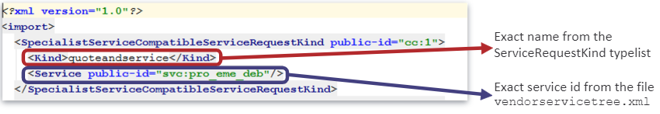 <?xml version="1.0"?>
<import>
<SpecialistServiceCompatibleServiceRequestKind public-id="cc:1">
<Kind>quoteandservice</Kind>
<Service public-id="svc:pro_eme_deb"/>
</SpecialistServiceCompatibleServiceRequestKind>
Exact name from the
ServiceRequestKind typelist
Exact service id from the file
vendorservicetree.xml